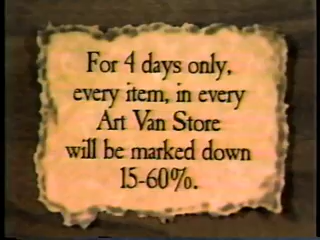 For 4 days only,
every item, in every
Art Van Store
will be marked down
15-60%.